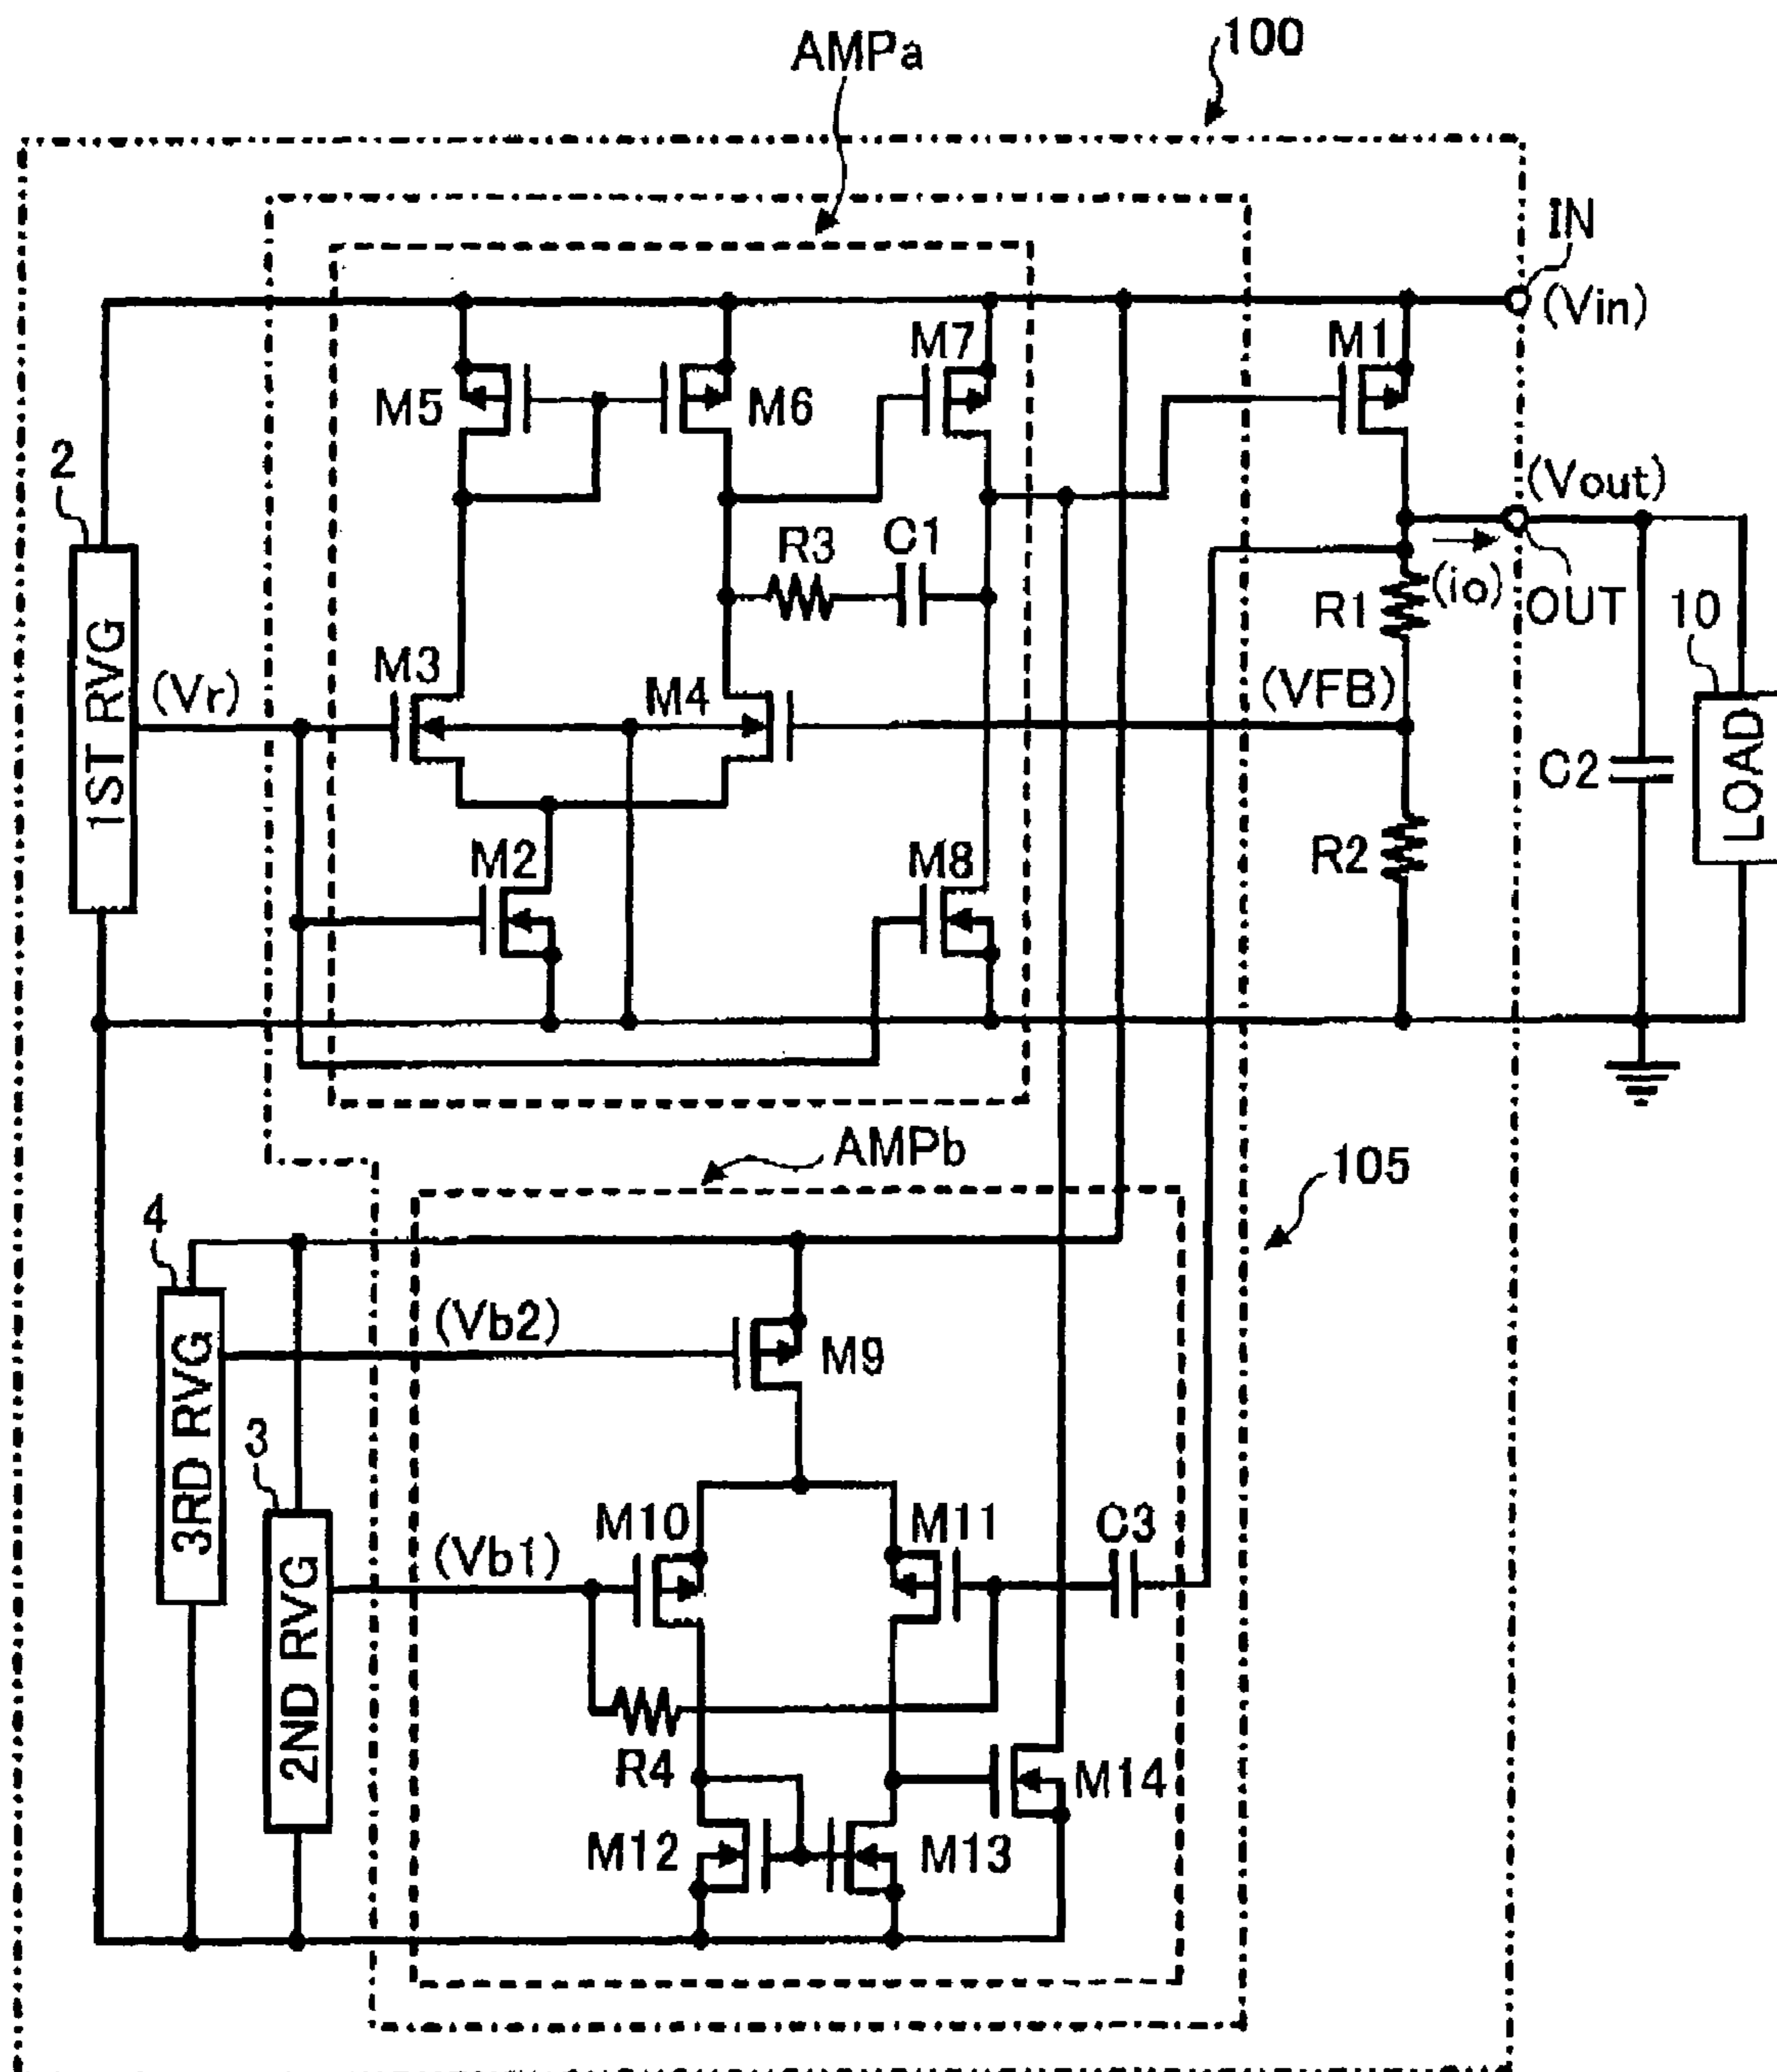 AMPa
100
IN
(Vin)
M5
M6
M7
M1
2
(Vout)
R3
C1
R1
(io)
OUT
10
1ST RVG
(Vr)
M3
M4
(VFB)
C2
LOAD
M2
M8
R2
AMPb
105
4
(Vb2)
M9
3RD RVG
3
M10
M11
C3
(Vb1)
2ND RVG
R4
M14
M12
M13